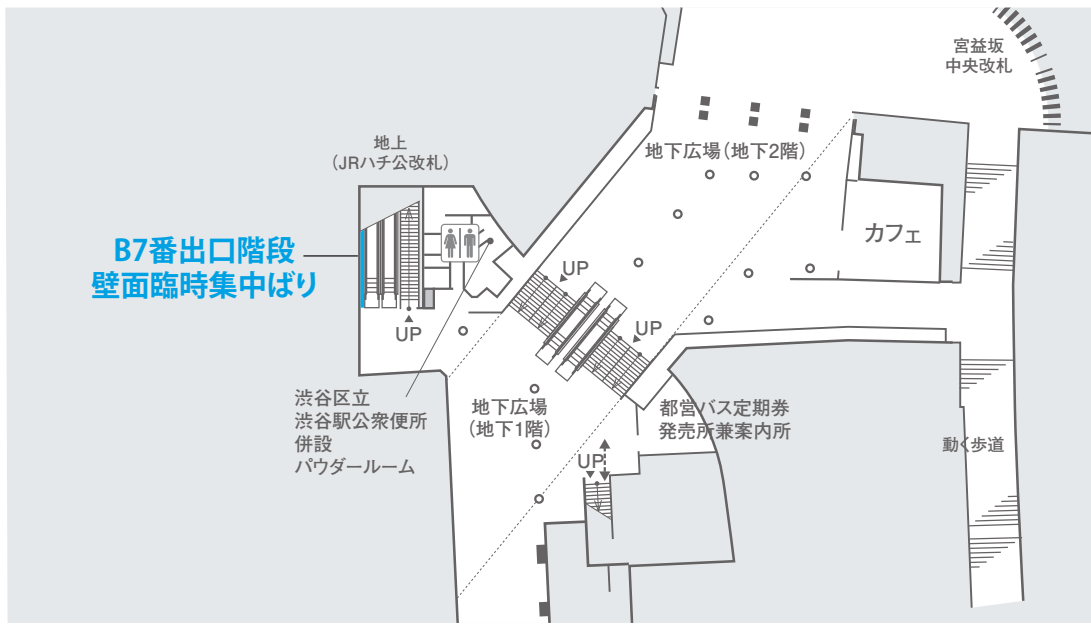 宮益坂
中央改札
地上
（JRハチ公改札）
地下広場（地下2階）
B7番出口階段
壁面臨時集中ばり
カフェ
UP
UP
UP
渋谷区立
渋谷駅公衆便所
併設
パウダールーム
地下広場
（地下1階）
都営バス定期券
発売所兼案内所
UP
動く歩道